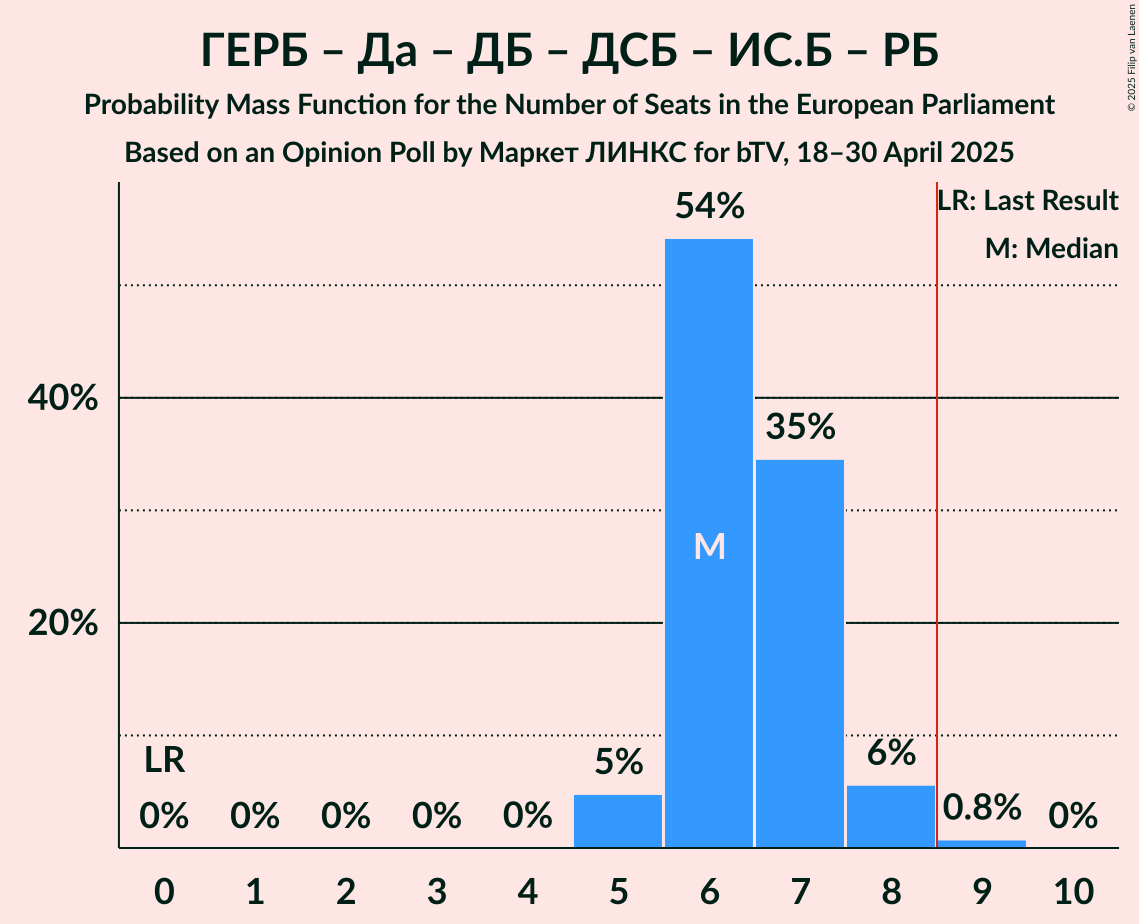 ГЕРБ – Да – ДБ – ДСБ – ИС.Б – РБ
Probability Mass Function for the Number of Seats in the European Parliament
Based on an Opinion Poll by Маркет ЛИНКС for bTV, 18–30 April 2025
© 2025 Filip van Laenen
LR: Last Result
M: Median
54%
40%
35%
M
20%
LR
5%
6%
0%
0%
0%
0%
0%
0.8%
0%
0 1 2 3 4 5 6 7 8 9 10